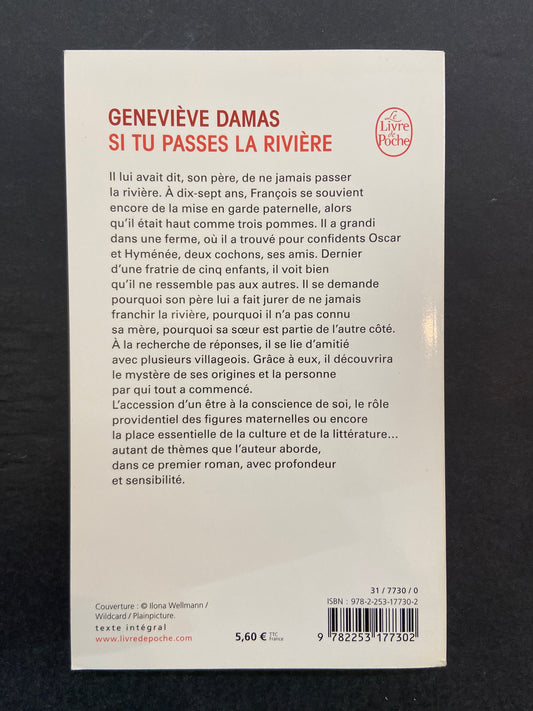 GENEVIÈVE DAMAS
SI TU PASSES LA RIVIÈRE
Le
Livre
de
Poche
Il lui avait dit, son père, de ne jamais passer
la rivière. À dix-sept ans, François se souvient
encore de la mise en garde paternelle, alors
qu'il était haut comme trois pommes. Il a grandi
dans une ferme, où il a trouvé pour confidents Oscar
et Hyménée, deux cochons, ses amis. Dernier
d'une fratrie de cinq enfants, il voit bien
qu'il ne ressemble pas aux autres. Il se demande
pourquoi son père lui a fait jurer de ne jamais
franchir la rivière, pourquoi il n'a pas connu
sa mère, pourquoi sa sœur est partie de l'autre côté.
À la recherche de réponses, il se lie d'amitié
avec plusieurs villageois. Grâce à eux, il découvrira
le mystère de ses origines et la personne
par qui tout a commencé.
L'accession d'un être à la conscience de soi, le rôle
providentiel des figures maternelles ou encore
la place essentielle de la culture et de la littérature…
autant de thèmes que l'auteur aborde,
dans ce premier roman, avec profondeur
et sensibilité.
Couverture : © Ilona Wellmann /
Wildcard / Plainpicture.
texte intégral
www.livredepoche.com
5,60 € TTC
France
31 / 7730 / 0
ISBN : 978-2-253-17730-2
9 782253 177302